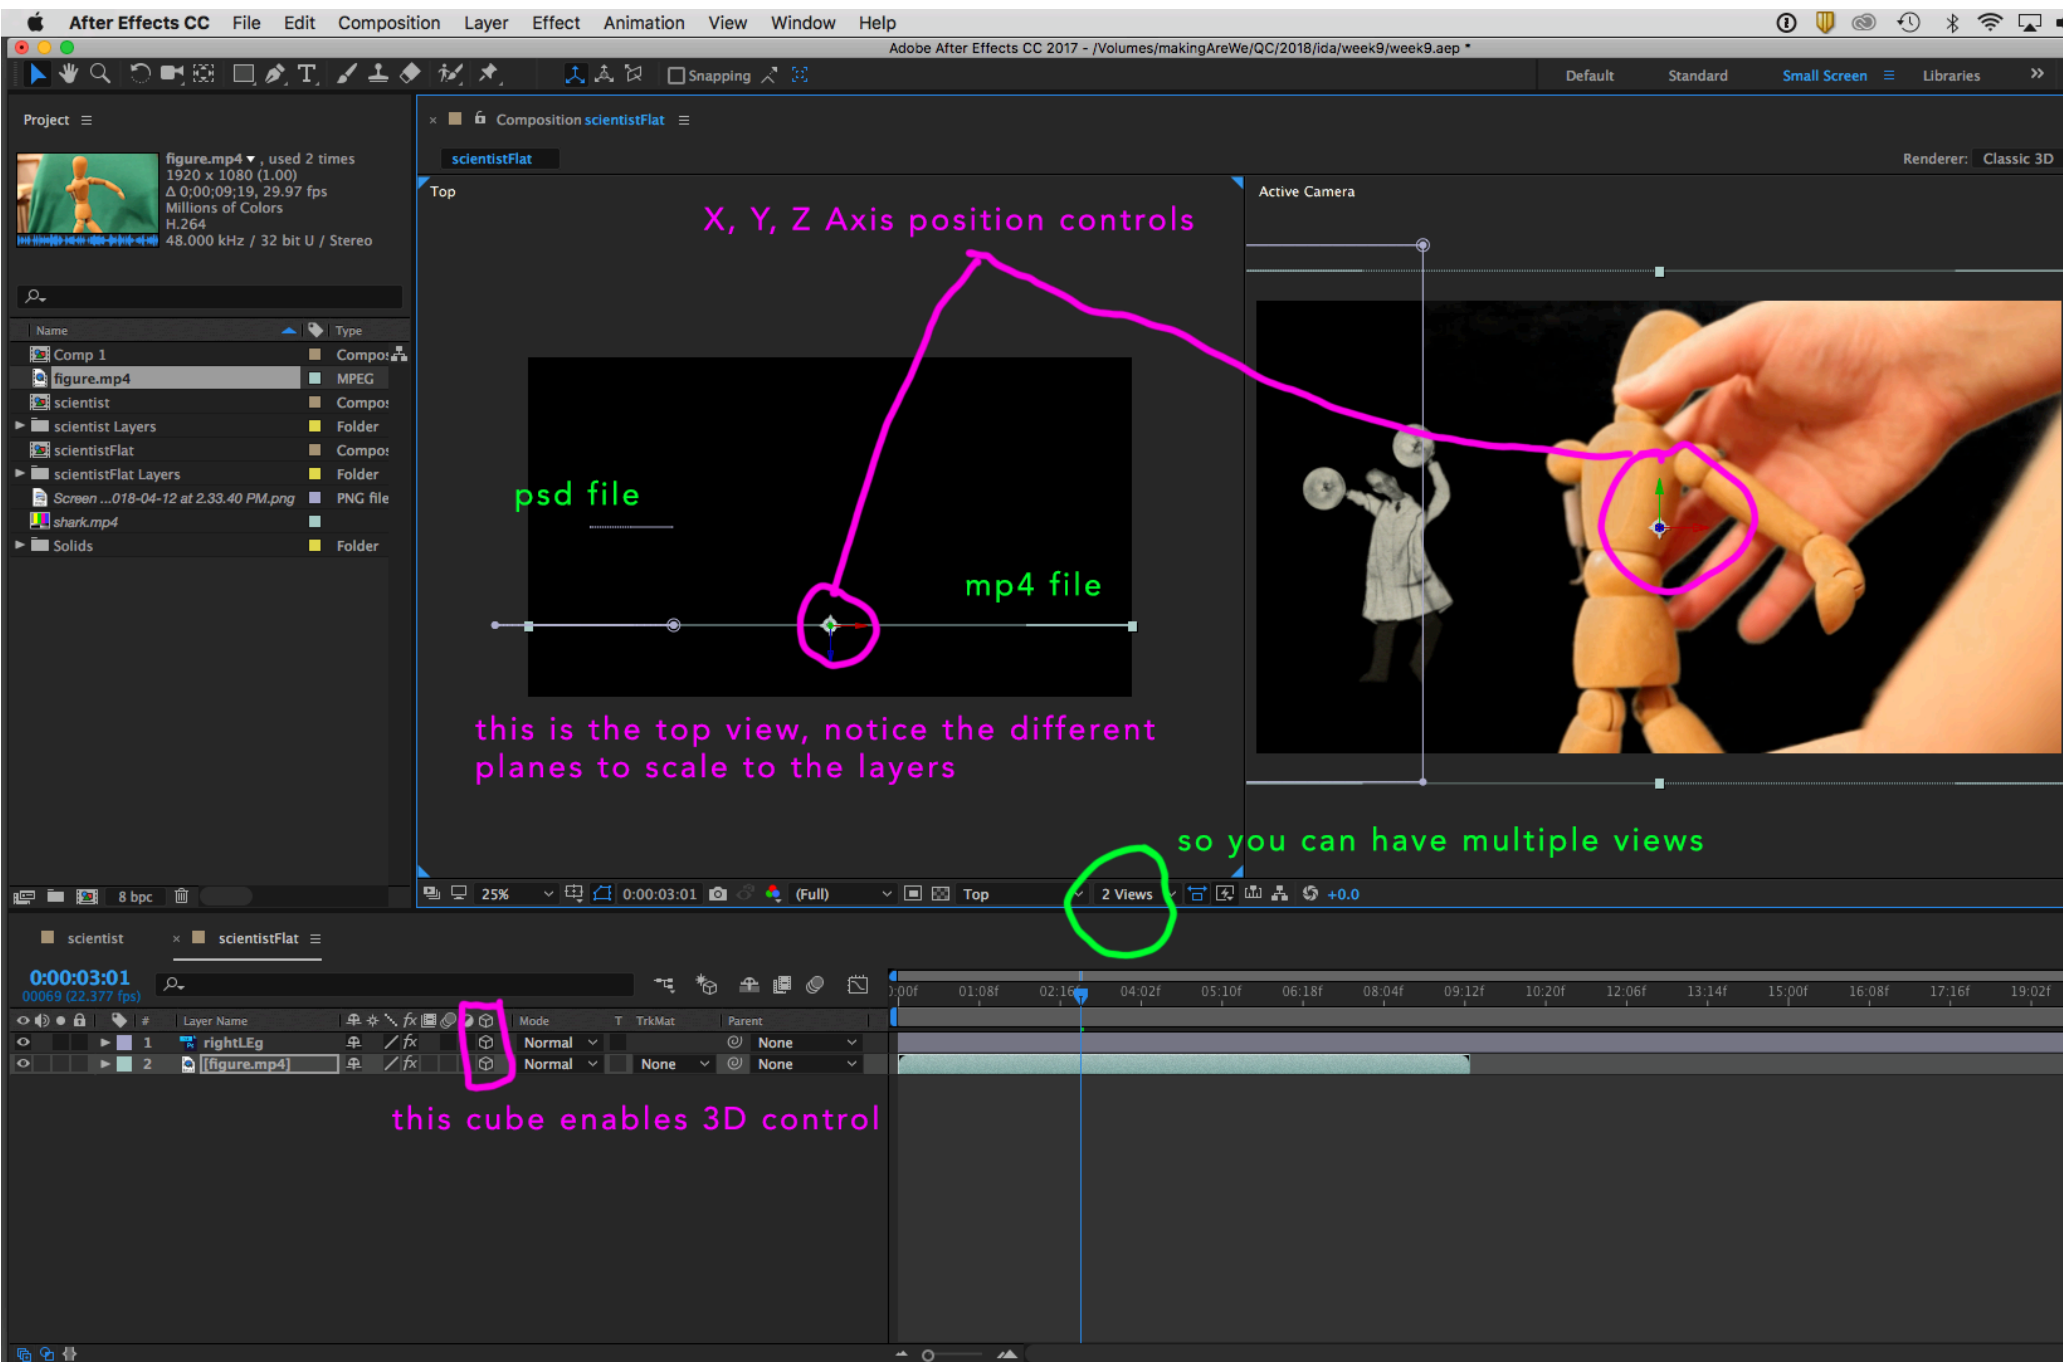 After Effects CC File Edit Composition Layer Effect Animation View Window Help
Adobe After Effects CC 2017 - /Volumes/makingAreWe/QC/2018/ida/week9/week9.aep *
Snapping
Default Standard Small Screen Libraries
Project
figure.mp4 , used 2 times
1920 x 1080 (1.00)
Δ 0;00;09;19, 29.97 fps
Millions of Colors
H.264
48.000 kHz / 32 bit U / Stereo
Name Type
Comp 1 Compos
figure.mp4 MPEG
scientist Compos
scientist Layers Folder
scientistFlat Compos
scientistFlat Layers Folder
Screen ...018-04-12 at 2.33.40 PM.png PNG file
shark.mp4
Solids Folder
8 bpc
Composition scientistFlat
scientistFlat
Renderer: Classic 3D
Top
Active Camera
X, Y, Z Axis position controls
psd file
mp4 file
this is the top view, notice the different
planes to scale to the layers
so you can have multiple views
25% 0:00:03:01 (Full) Top 2 Views +0.0
scientist scientistFlat
0:00:03:01
00069 (22.377 fps)
# Layer Name fx Mode T TrkMat Parent
1 rightLEg fx Normal None
2 [figure.mp4] fx Normal None None
:00f 01:08f 02:16f 04:02f 05:10f 06:18f 08:04f 09:12f 10:20f 12:06f 13:14f 15:00f 16:08f 17:16f 19:02f
this cube enables 3D control